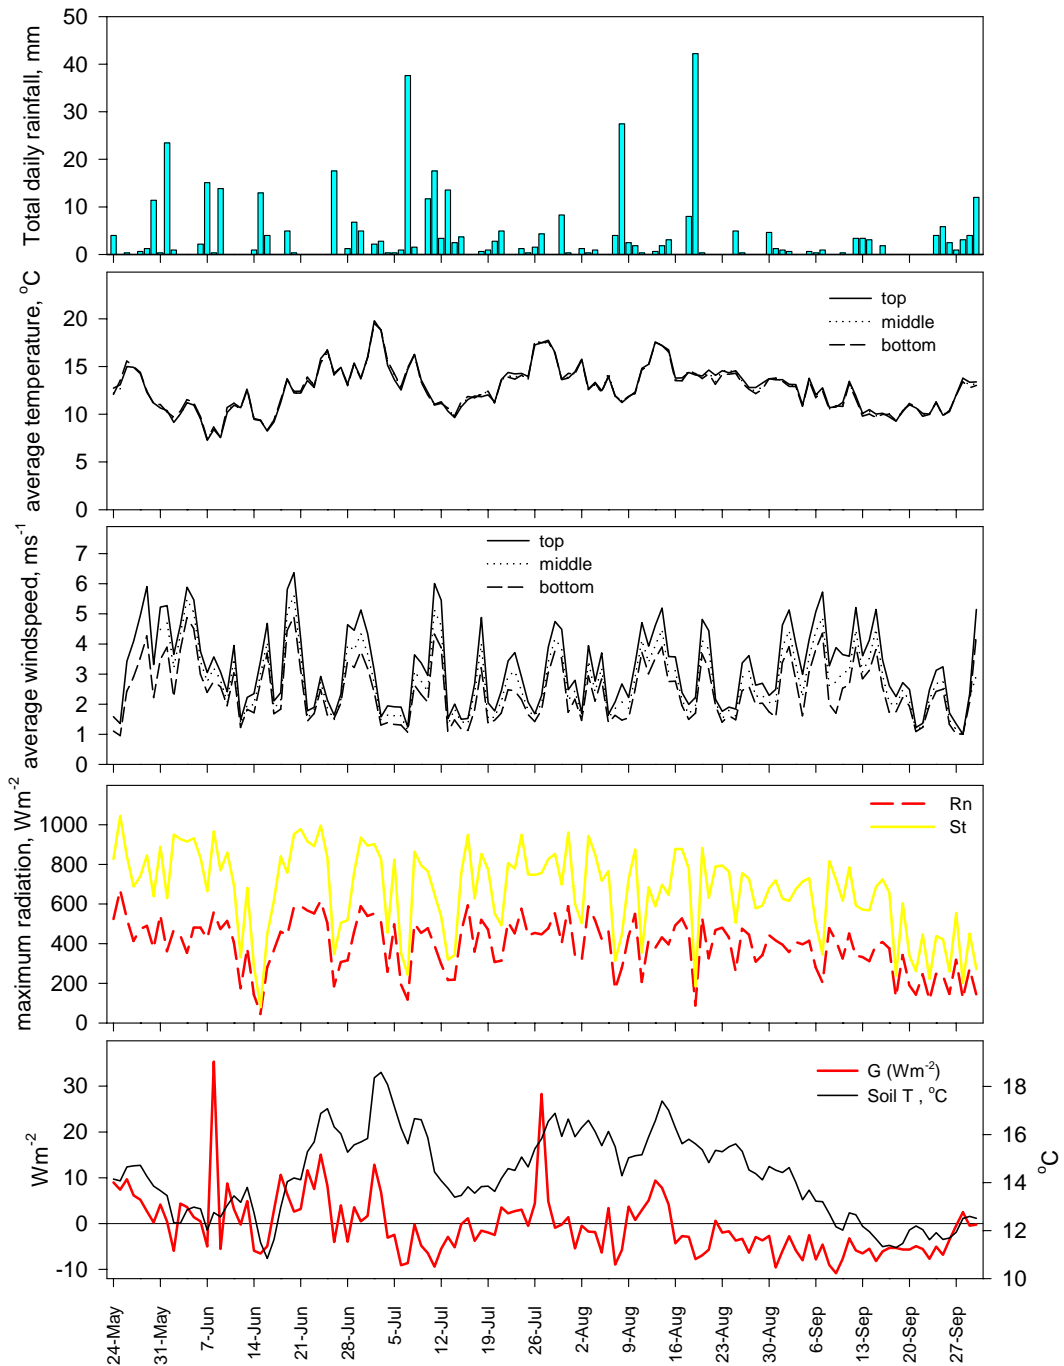 Total daily rainfall, mm
50
40
30
20
10
0
average temperature, °C
20
15
10
5
0
top
middle
bottom
average windspeed, ms⁻¹
7
6
5
4
3
2
1
0
top
middle
bottom
maximum radiation, Wm⁻²
1000
800
600
400
200
0
Rn
St
Wm⁻²
30
20
10
0
-10
G (Wm⁻²)
Soil T , °C
18
16
14
12
10
°C
24-May
31-May
7-Jun
14-Jun
21-Jun
28-Jun
5-Jul
12-Jul
19-Jul
26-Jul
2-Aug
9-Aug
16-Aug
23-Aug
30-Aug
6-Sep
13-Sep
20-Sep
27-Sep